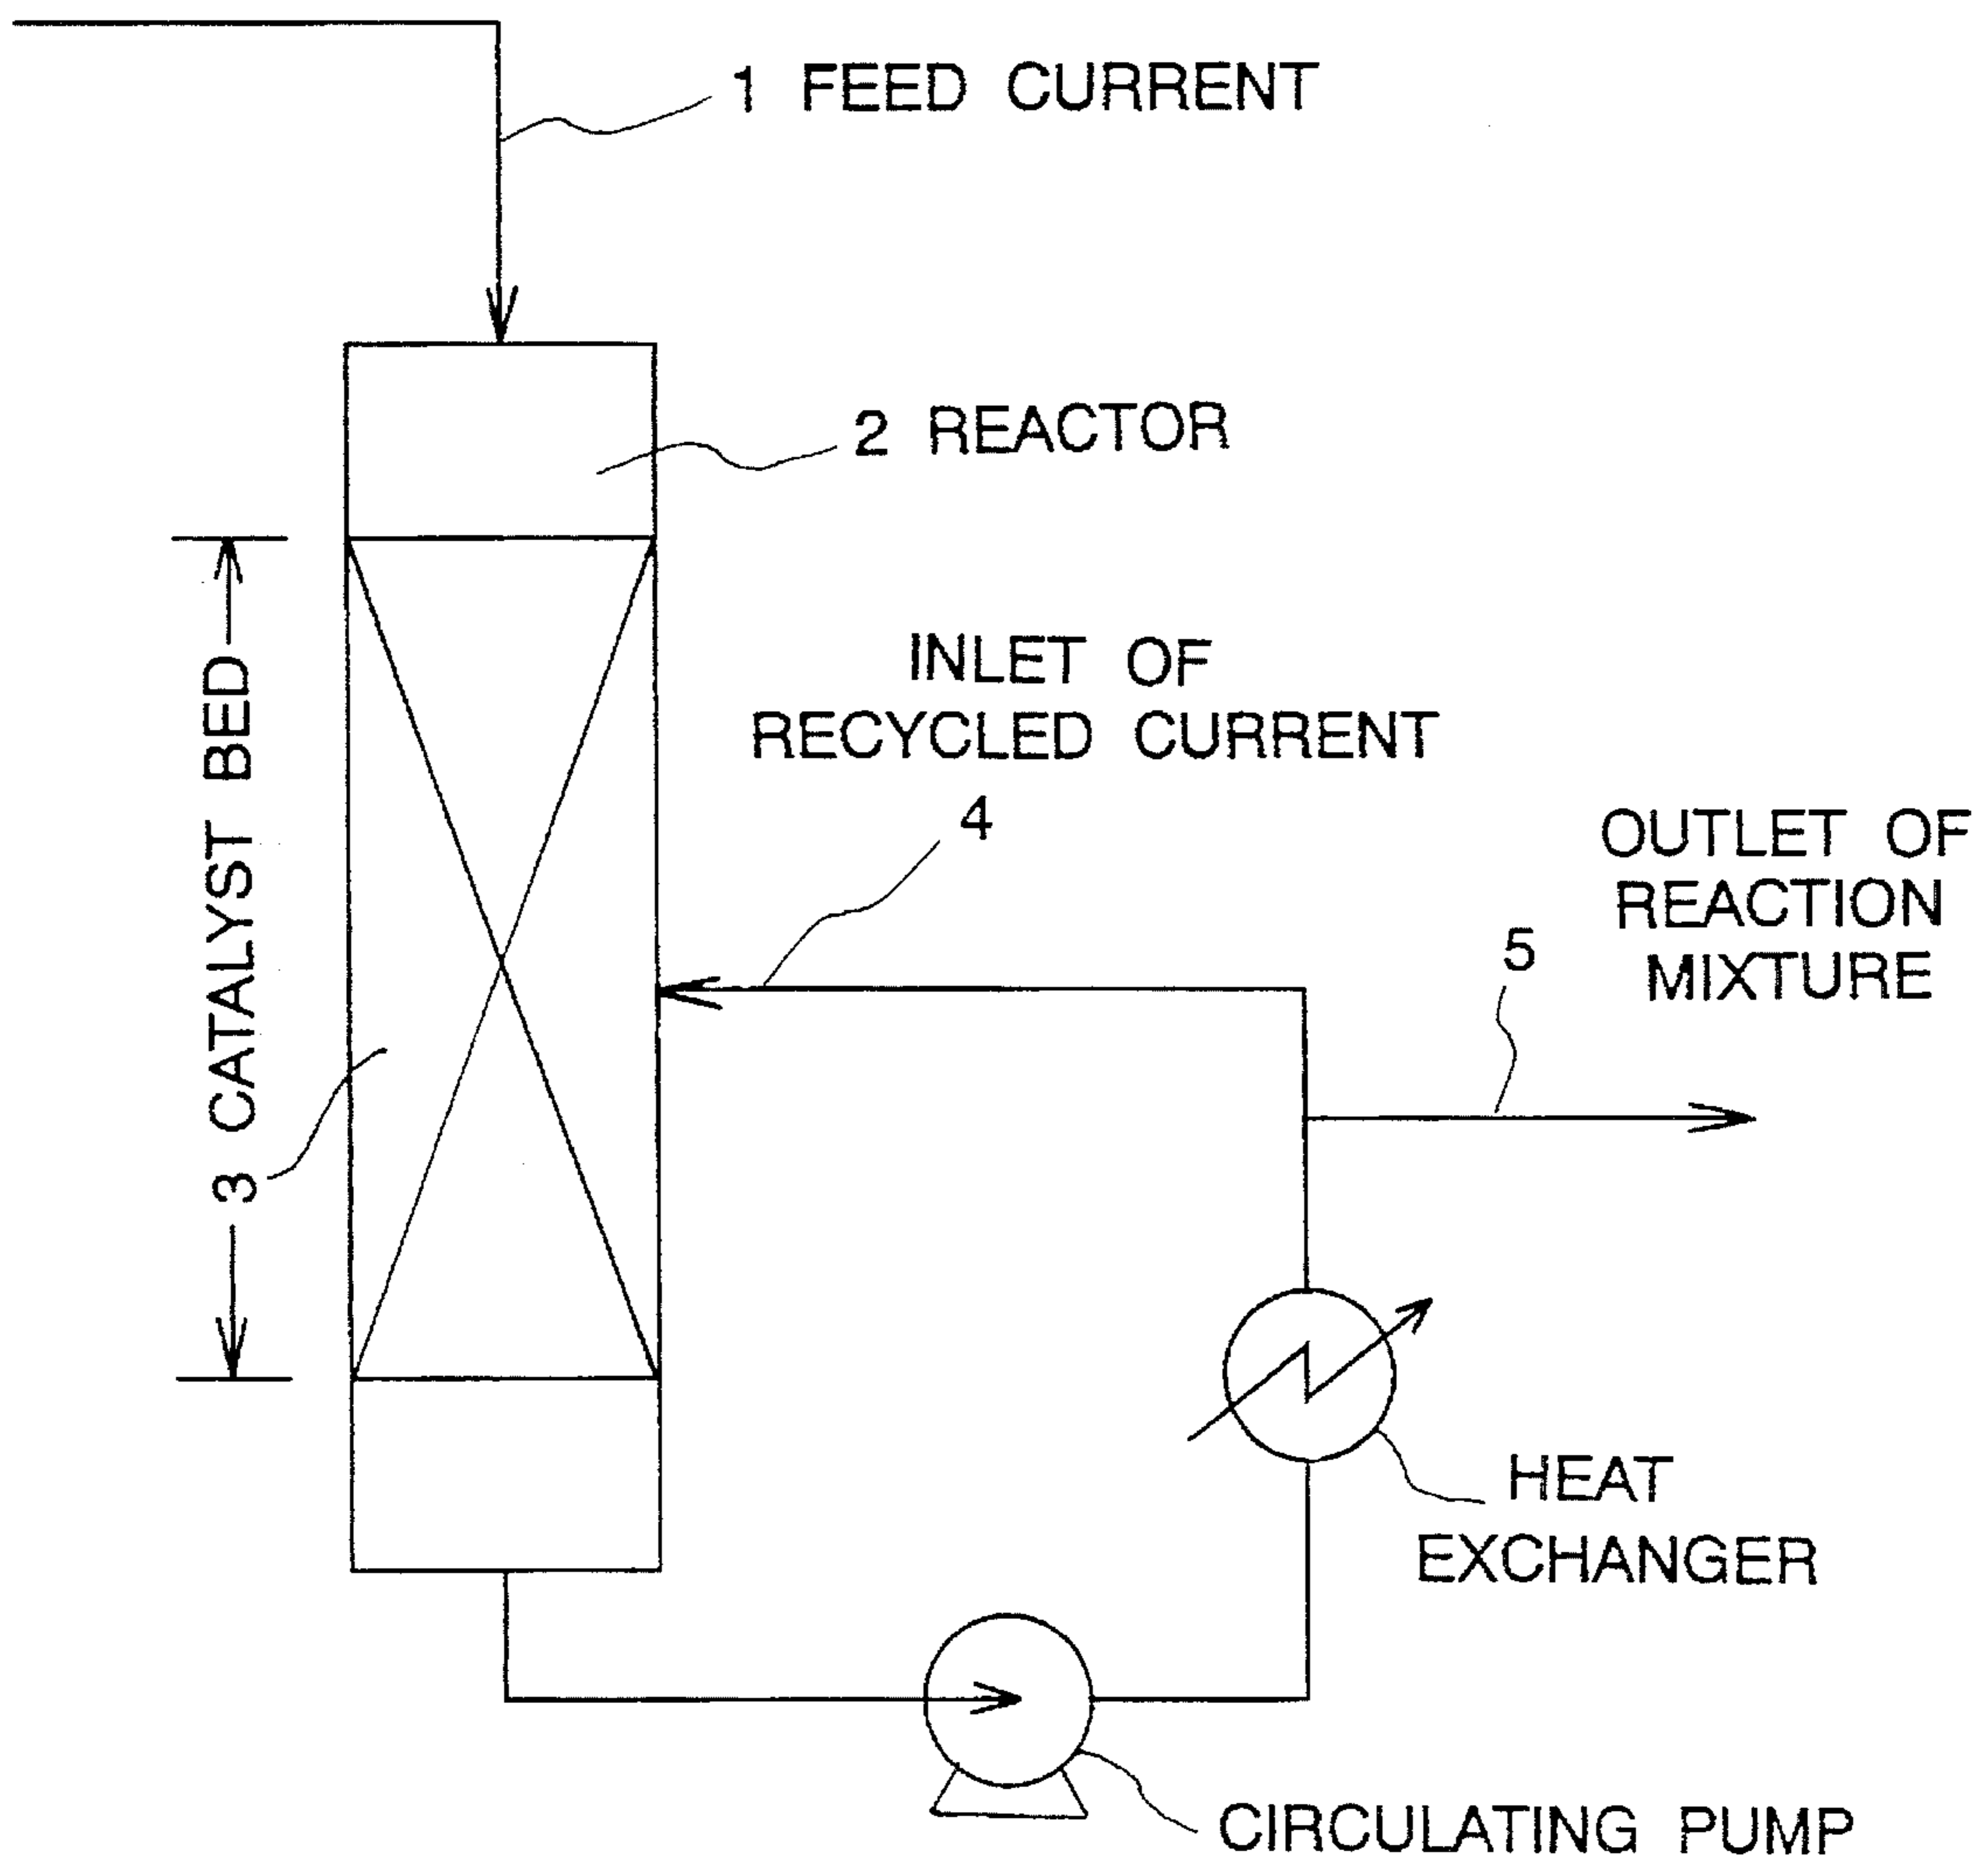 1 FEED CURRENT
2 REACTOR
3 CATALYST BED
INLET OF
RECYCLED CURRENT
4
OUTLET OF
REACTION
MIXTURE
5
HEAT
EXCHANGER
CIRCULATING PUMP